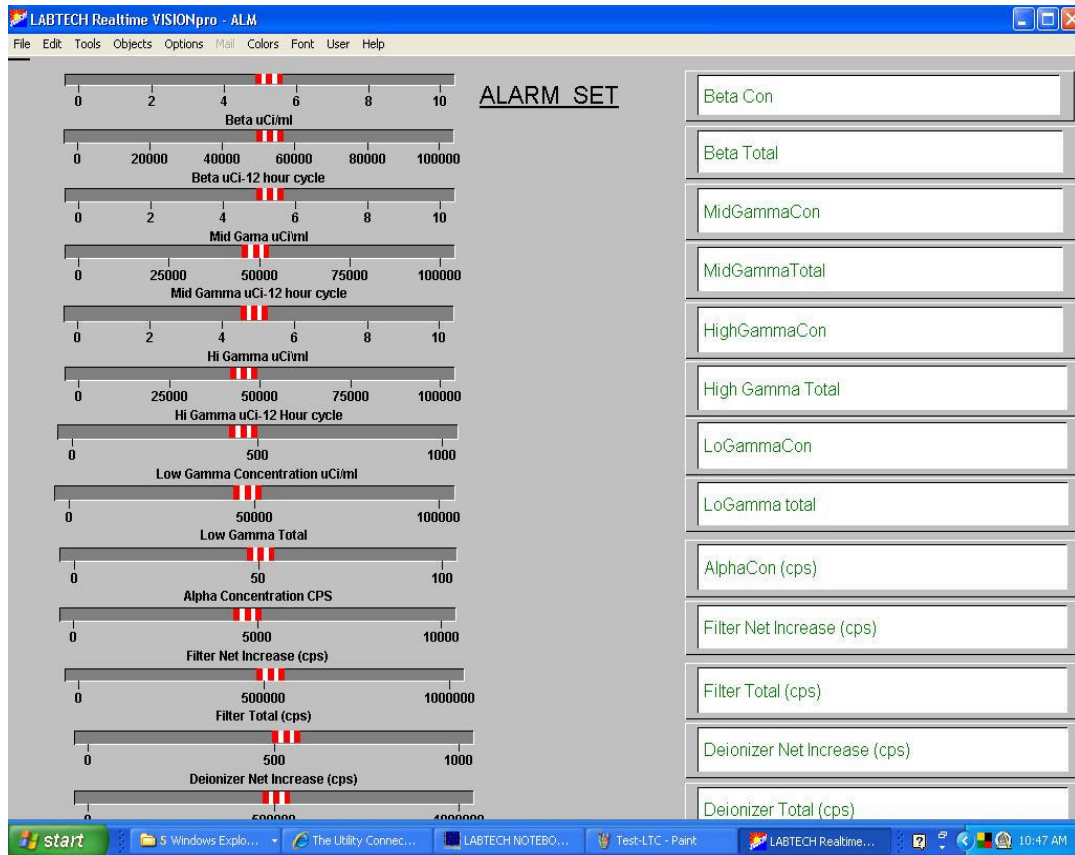 LABTECH Realtime VISIONpro - ALM
File Edit Tools Objects Options Mail Colors Font User Help
ALARM SET
0 2 4 6 8 10
Beta uCi/ml
0 20000 40000 60000 80000 100000
Beta uCi-12 hour cycle
0 2 4 6 8 10
Mid Gama uCi\ml
0 25000 50000 75000 100000
Mid Gamma uCi-12 hour cycle
0 2 4 6 8 10
Hi Gamma uCi\ml
0 25000 50000 75000 100000
Hi Gamma uCi-12 Hour cycle
0 500 1000
Low Gamma Concentration uCi/ml
0 50000 100000
Low Gamma Total
0 50 100
Alpha Concentration CPS
0 5000 10000
Filter Net Increase (cps)
0 500000 1000000
Filter Total (cps)
0 500 1000
Deionizer Net Increase (cps)
0 500000 1000000
Beta Con
Beta Total
MidGammaCon
MidGammaTotal
HighGammaCon
High Gamma Total
LoGammaCon
LoGamma total
AlphaCon (cps)
Filter Net Increase (cps)
Filter Total (cps)
Deionizer Net Increase (cps)
Deionizer Total (cps)
start 5 Windows Explo... The Utility Connec... LABTECH NOTEBO... Test-LTC - Paint LABTECH Realtime... 10:47 AM